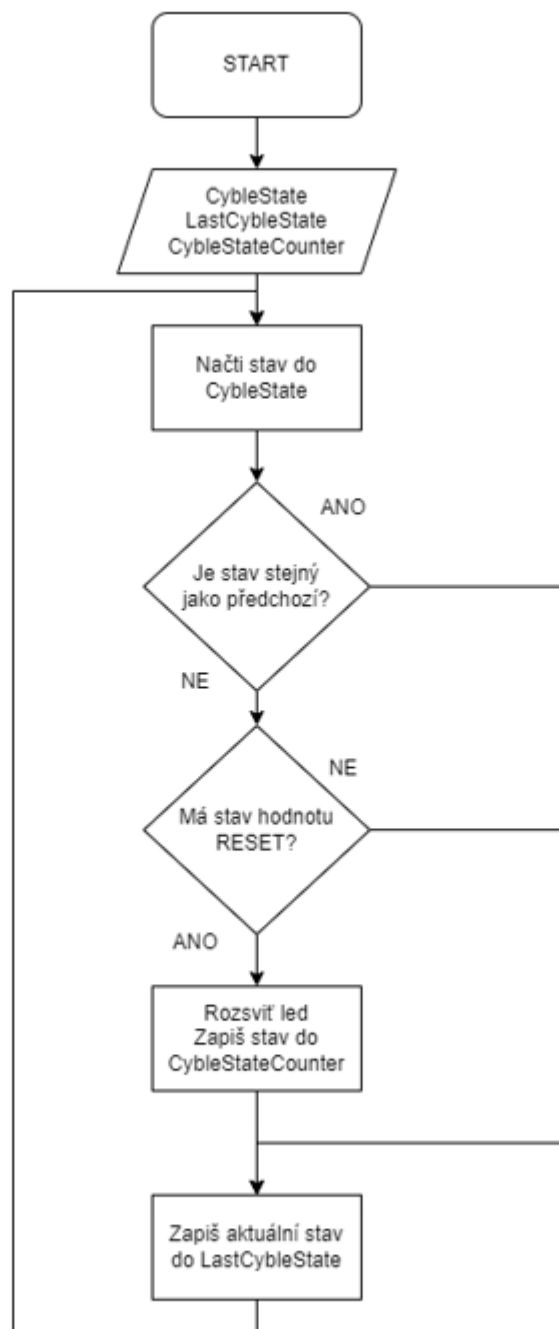 START
CybleState
LastCybleState
CybleStateCounter
Načti stav do
CybleState
ANO
Je stav stejný
jako předchozí?
NE
NE
Má stav hodnotu
RESET?
ANO
Rozsviť led
Zapiš stav do
CybleStateCounter
Zapiš aktuální stav
do LastCybleState